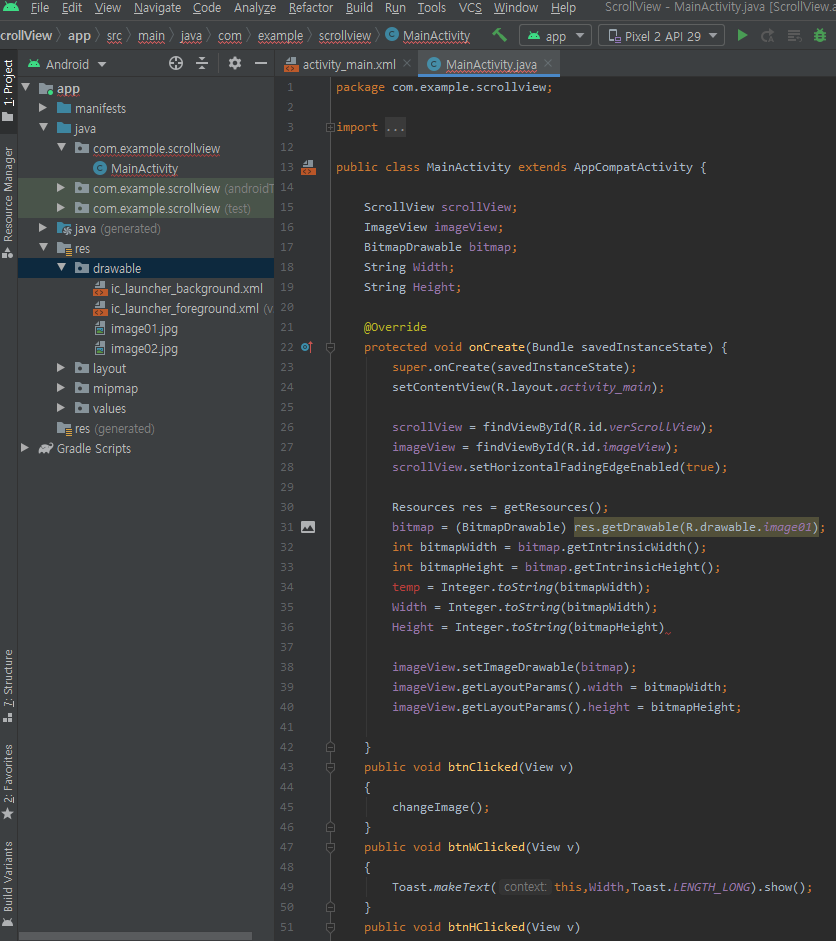 File Edit View Navigate Code Analyze Refactor Build Run Tools VCS Window Help ScrollView - MainActivity.java [ScrollView.a
crollView app src main java com example scrollview MainActivity app Pixel 2 API 29
1: Project
Resource Manager
7: Structure
2: Favorites
Build Variants
Android
app
manifests
java
com.example.scrollview
MainActivity
com.example.scrollview (androidT
com.example.scrollview (test)
java (generated)
res
drawable
ic_launcher_background.xml
ic_launcher_foreground.xml (v
image01.jpg
image02.jpg
layout
mipmap
values
res (generated)
Gradle Scripts
activity_main.xml MainActivity.java
1 package com.example.scrollview;
2
3 import ...
12
13 public class MainActivity extends AppCompatActivity {
14
15 ScrollView scrollView;
16 ImageView imageView;
17 BitmapDrawable bitmap;
18 String Width;
19 String Height;
20
21 @Override
22 protected void onCreate(Bundle savedInstanceState) {
23 super.onCreate(savedInstanceState);
24 setContentView(R.layout.activity_main);
25
26 scrollView = findViewById(R.id.verScrollView);
27 imageView = findViewById(R.id.imageView);
28 scrollView.setHorizontalFadingEdgeEnabled(true);
29
30 Resources res = getResources();
31 bitmap = (BitmapDrawable) res.getDrawable(R.drawable.image01);
32 int bitmapWidth = bitmap.getIntrinsicWidth();
33 int bitmapHeight = bitmap.getIntrinsicHeight();
34 temp = Integer.toString(bitmapWidth);
35 Width = Integer.toString(bitmapWidth);
36 Height = Integer.toString(bitmapHeight)
37
38 imageView.setImageDrawable(bitmap);
39 imageView.getLayoutParams().width = bitmapWidth;
40 imageView.getLayoutParams().height = bitmapHeight;
41
42 }
43 public void btnClicked(View v)
44 {
45 changeImage();
46 }
47 public void btnWClicked(View v)
48 {
49 Toast.makeText( context: this,Width,Toast.LENGTH_LONG).show();
50 }
51 public void btnHClicked(View v)